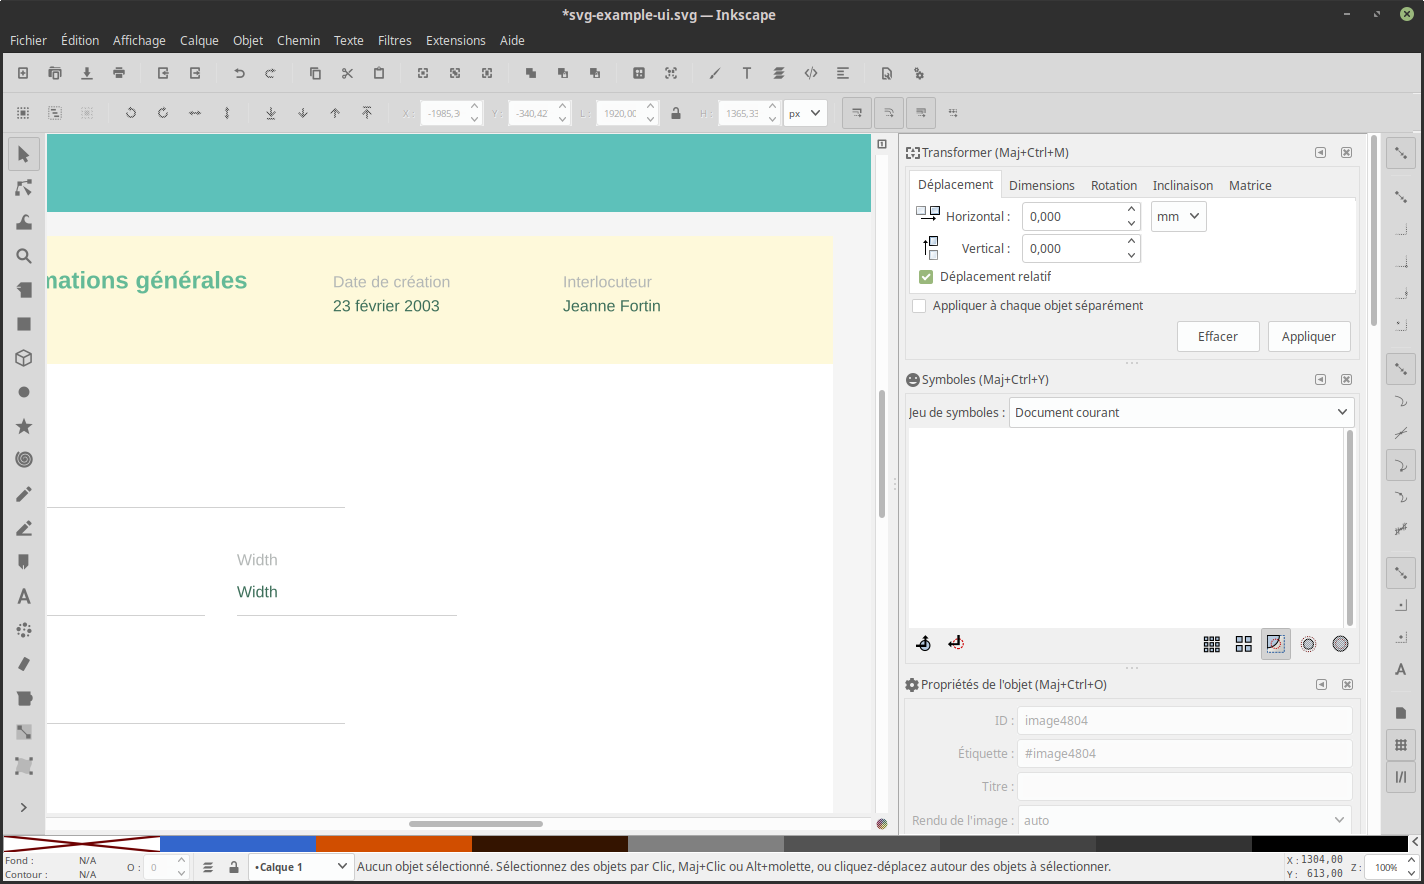 *svg-example-ui.svg — Inkscape
Fichier Édition Affichage Calque Objet Chemin Texte Filtres Extensions Aide
X : -1985,3 Y : -340,42 L : 1920,00 H : 1365,33 px
Transformer (Maj+Ctrl+M)
Déplacement Dimensions Rotation Inclinaison Matrice
Horizontal : 0,000 mm
Vertical : 0,000
Déplacement relatif
Appliquer à chaque objet séparément
Effacer Appliquer
mations générales
Date de création
23 février 2003
Interlocuteur
Jeanne Fortin
Width
Width
Symboles (Maj+Ctrl+Y)
Jeu de symboles : Document courant
Propriétés de l'objet (Maj+Ctrl+O)
ID : image4804
Étiquette : #image4804
Titre :
Rendu de l'image : auto
Fond : N/A
Contour : N/A
O : 0
•Calque 1
Aucun objet sélectionné. Sélectionnez des objets par Clic, Maj+Clic ou Alt+molette, ou cliquez-déplacez autour des objets à sélectionner.
X : 1304,00
Y : 613,00
Z : 100%